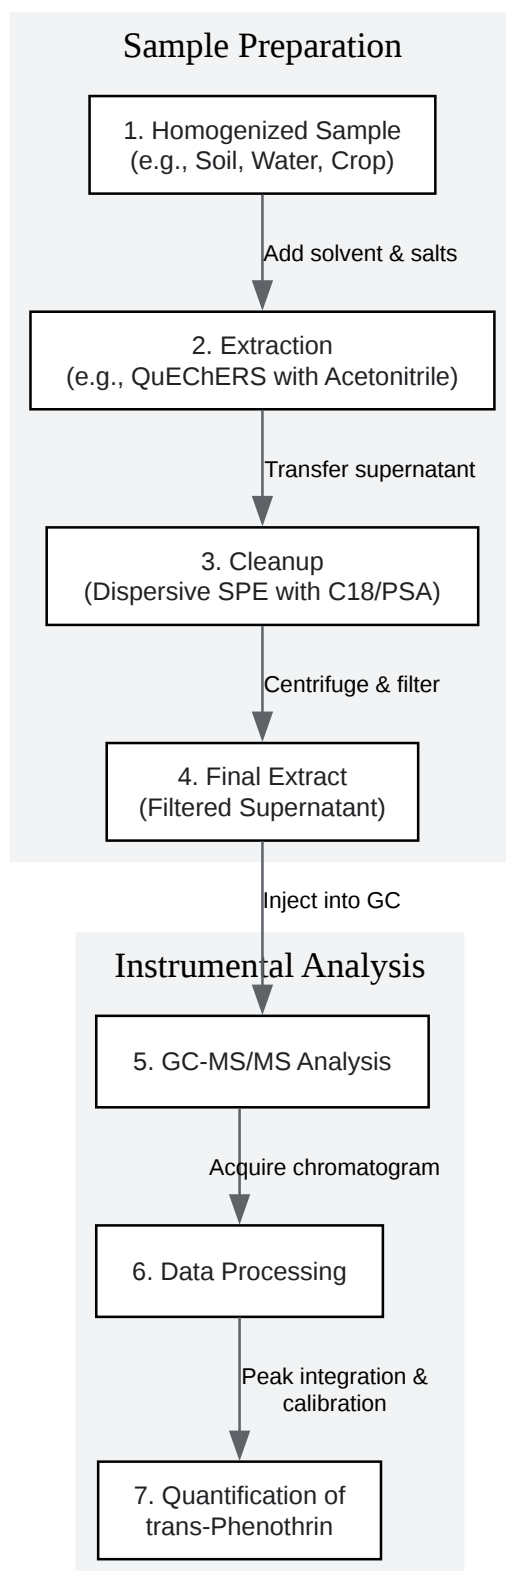 Sample Preparation
1. Homogenized Sample
(e.g., Soil, Water, Crop)
Add solvent & salts
2. Extraction
(e.g., QuEChERS with Acetonitrile)
Transfer supernatant
3. Cleanup
(Dispersive SPE with C18/PSA)
Centrifuge & filter
4. Final Extract
(Filtered Supernatant)
Inject into GC
Instrumental Analysis
5. GC-MS/MS Analysis
Acquire chromatogram
6. Data Processing
Peak integration &
calibration
7. Quantification of
trans-Phenothrin